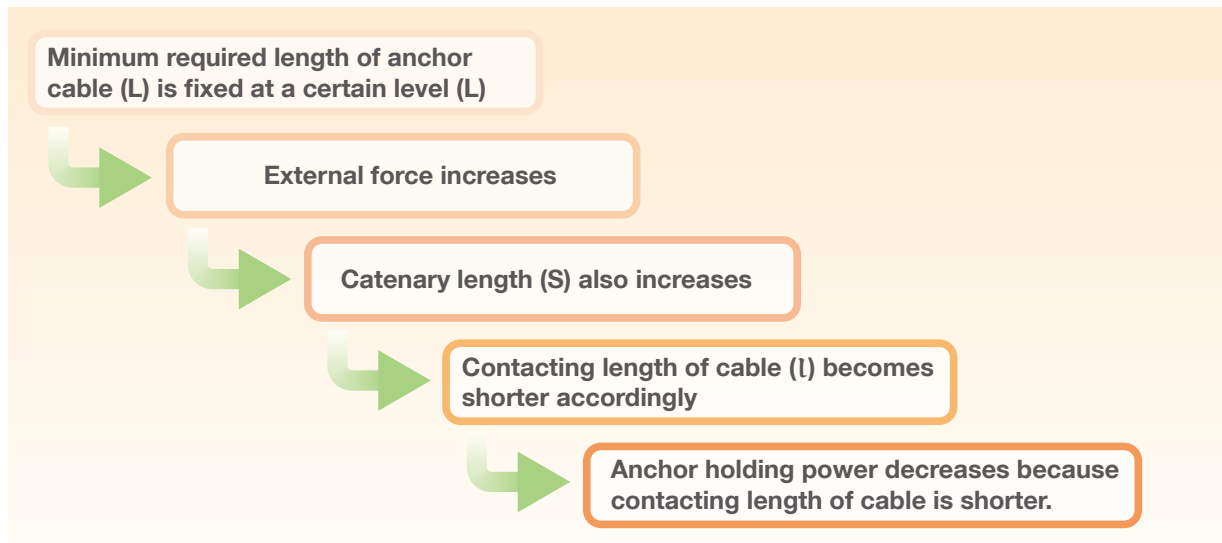 Minimum required length of anchor
cable (L) is fixed at a certain level (L)
External force increases
Catenary length (S) also increases
Contacting length of cable (l) becomes
shorter accordingly
Anchor holding power decreases because
contacting length of cable is shorter.